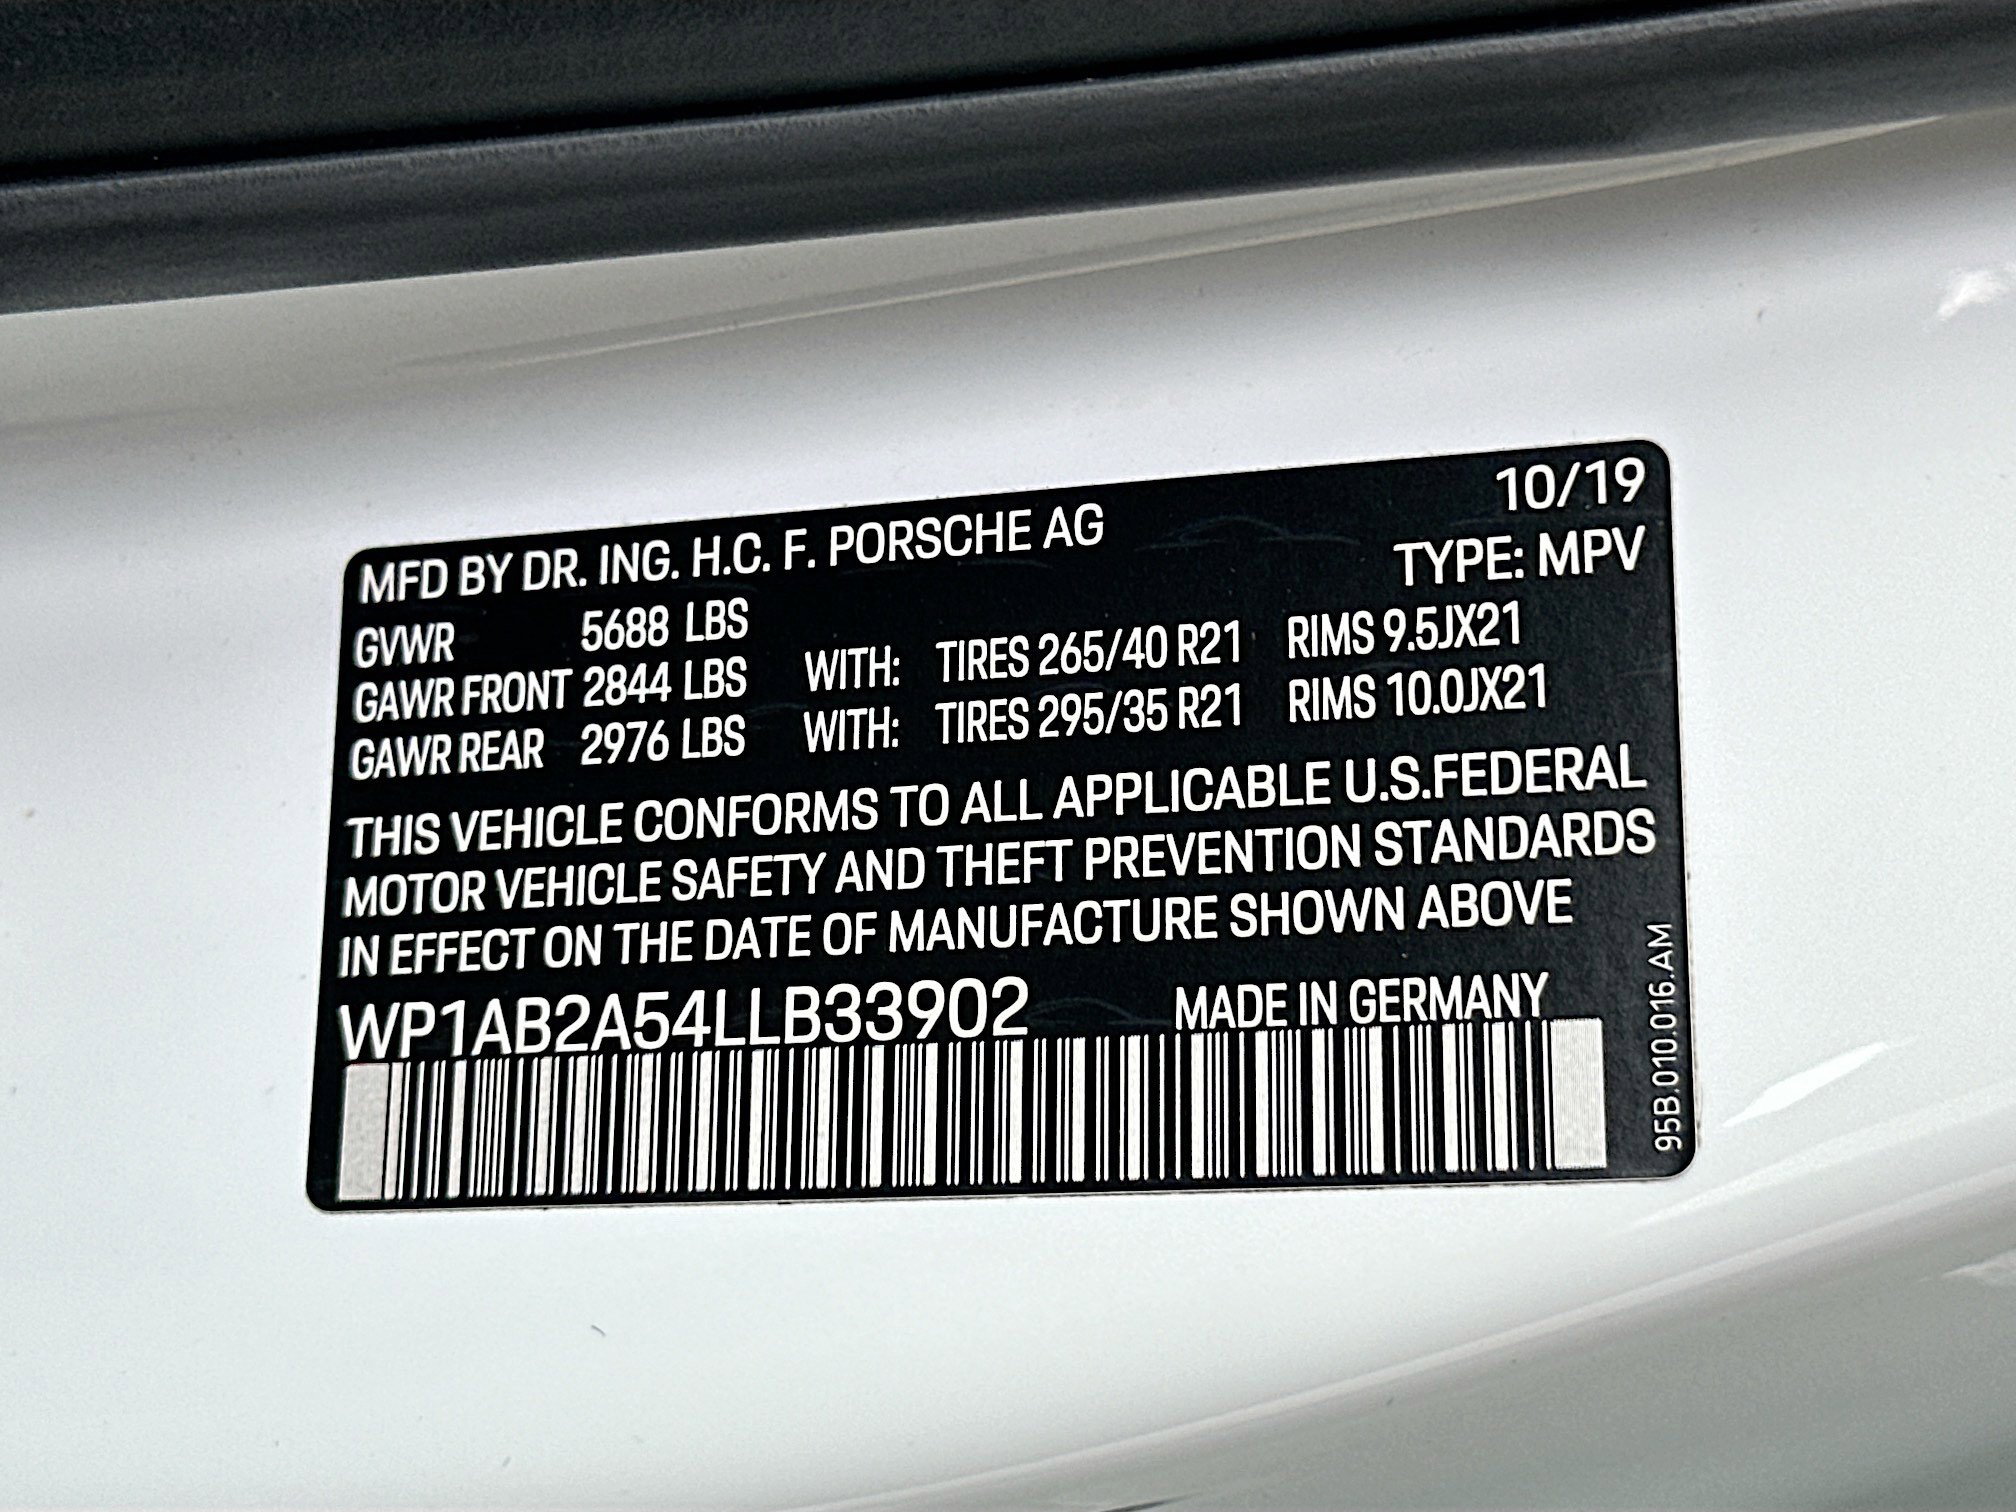 10/19
MFD BY DR. ING. H.C. F. PORSCHE AG
TYPE: MPV
GVWR 5688 LBS
GAWR FRONT 2844 LBS WITH: TIRES 265/40 R21 RIMS 9.5JX21
GAWR REAR 2976 LBS WITH: TIRES 295/35 R21 RIMS 10.0JX21
THIS VEHICLE CONFORMS TO ALL APPLICABLE U.S.FEDERAL
MOTOR VEHICLE SAFETY AND THEFT PREVENTION STANDARDS
IN EFFECT ON THE DATE OF MANUFACTURE SHOWN ABOVE
WP1AB2A54LLB33902 MADE IN GERMANY
95B.010.016.AM